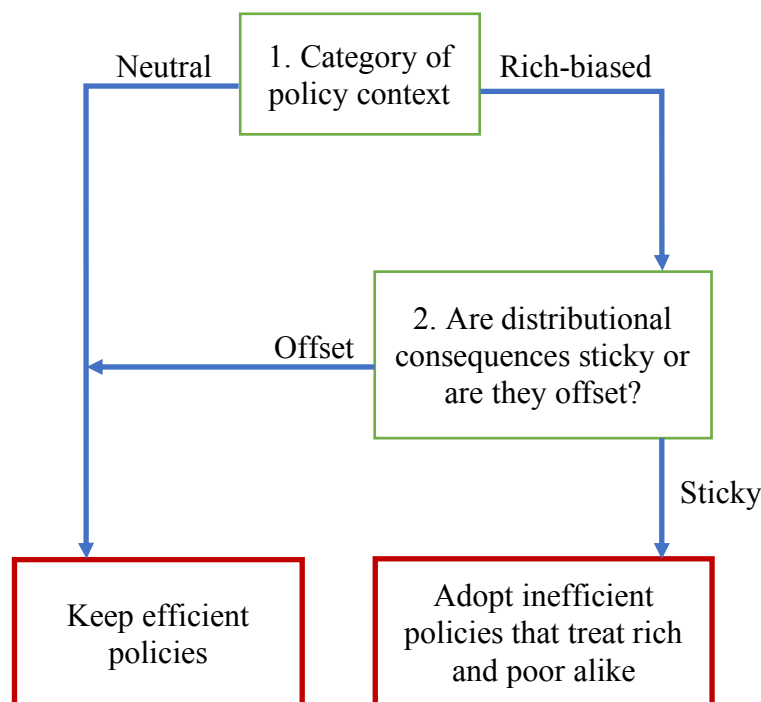 Neutral
1. Category of
policy context
Rich-biased
2. Are distributional
consequences sticky or
are they offset?
Offset
Sticky
Keep efficient
policies
Adopt inefficient
policies that treat rich
and poor alike